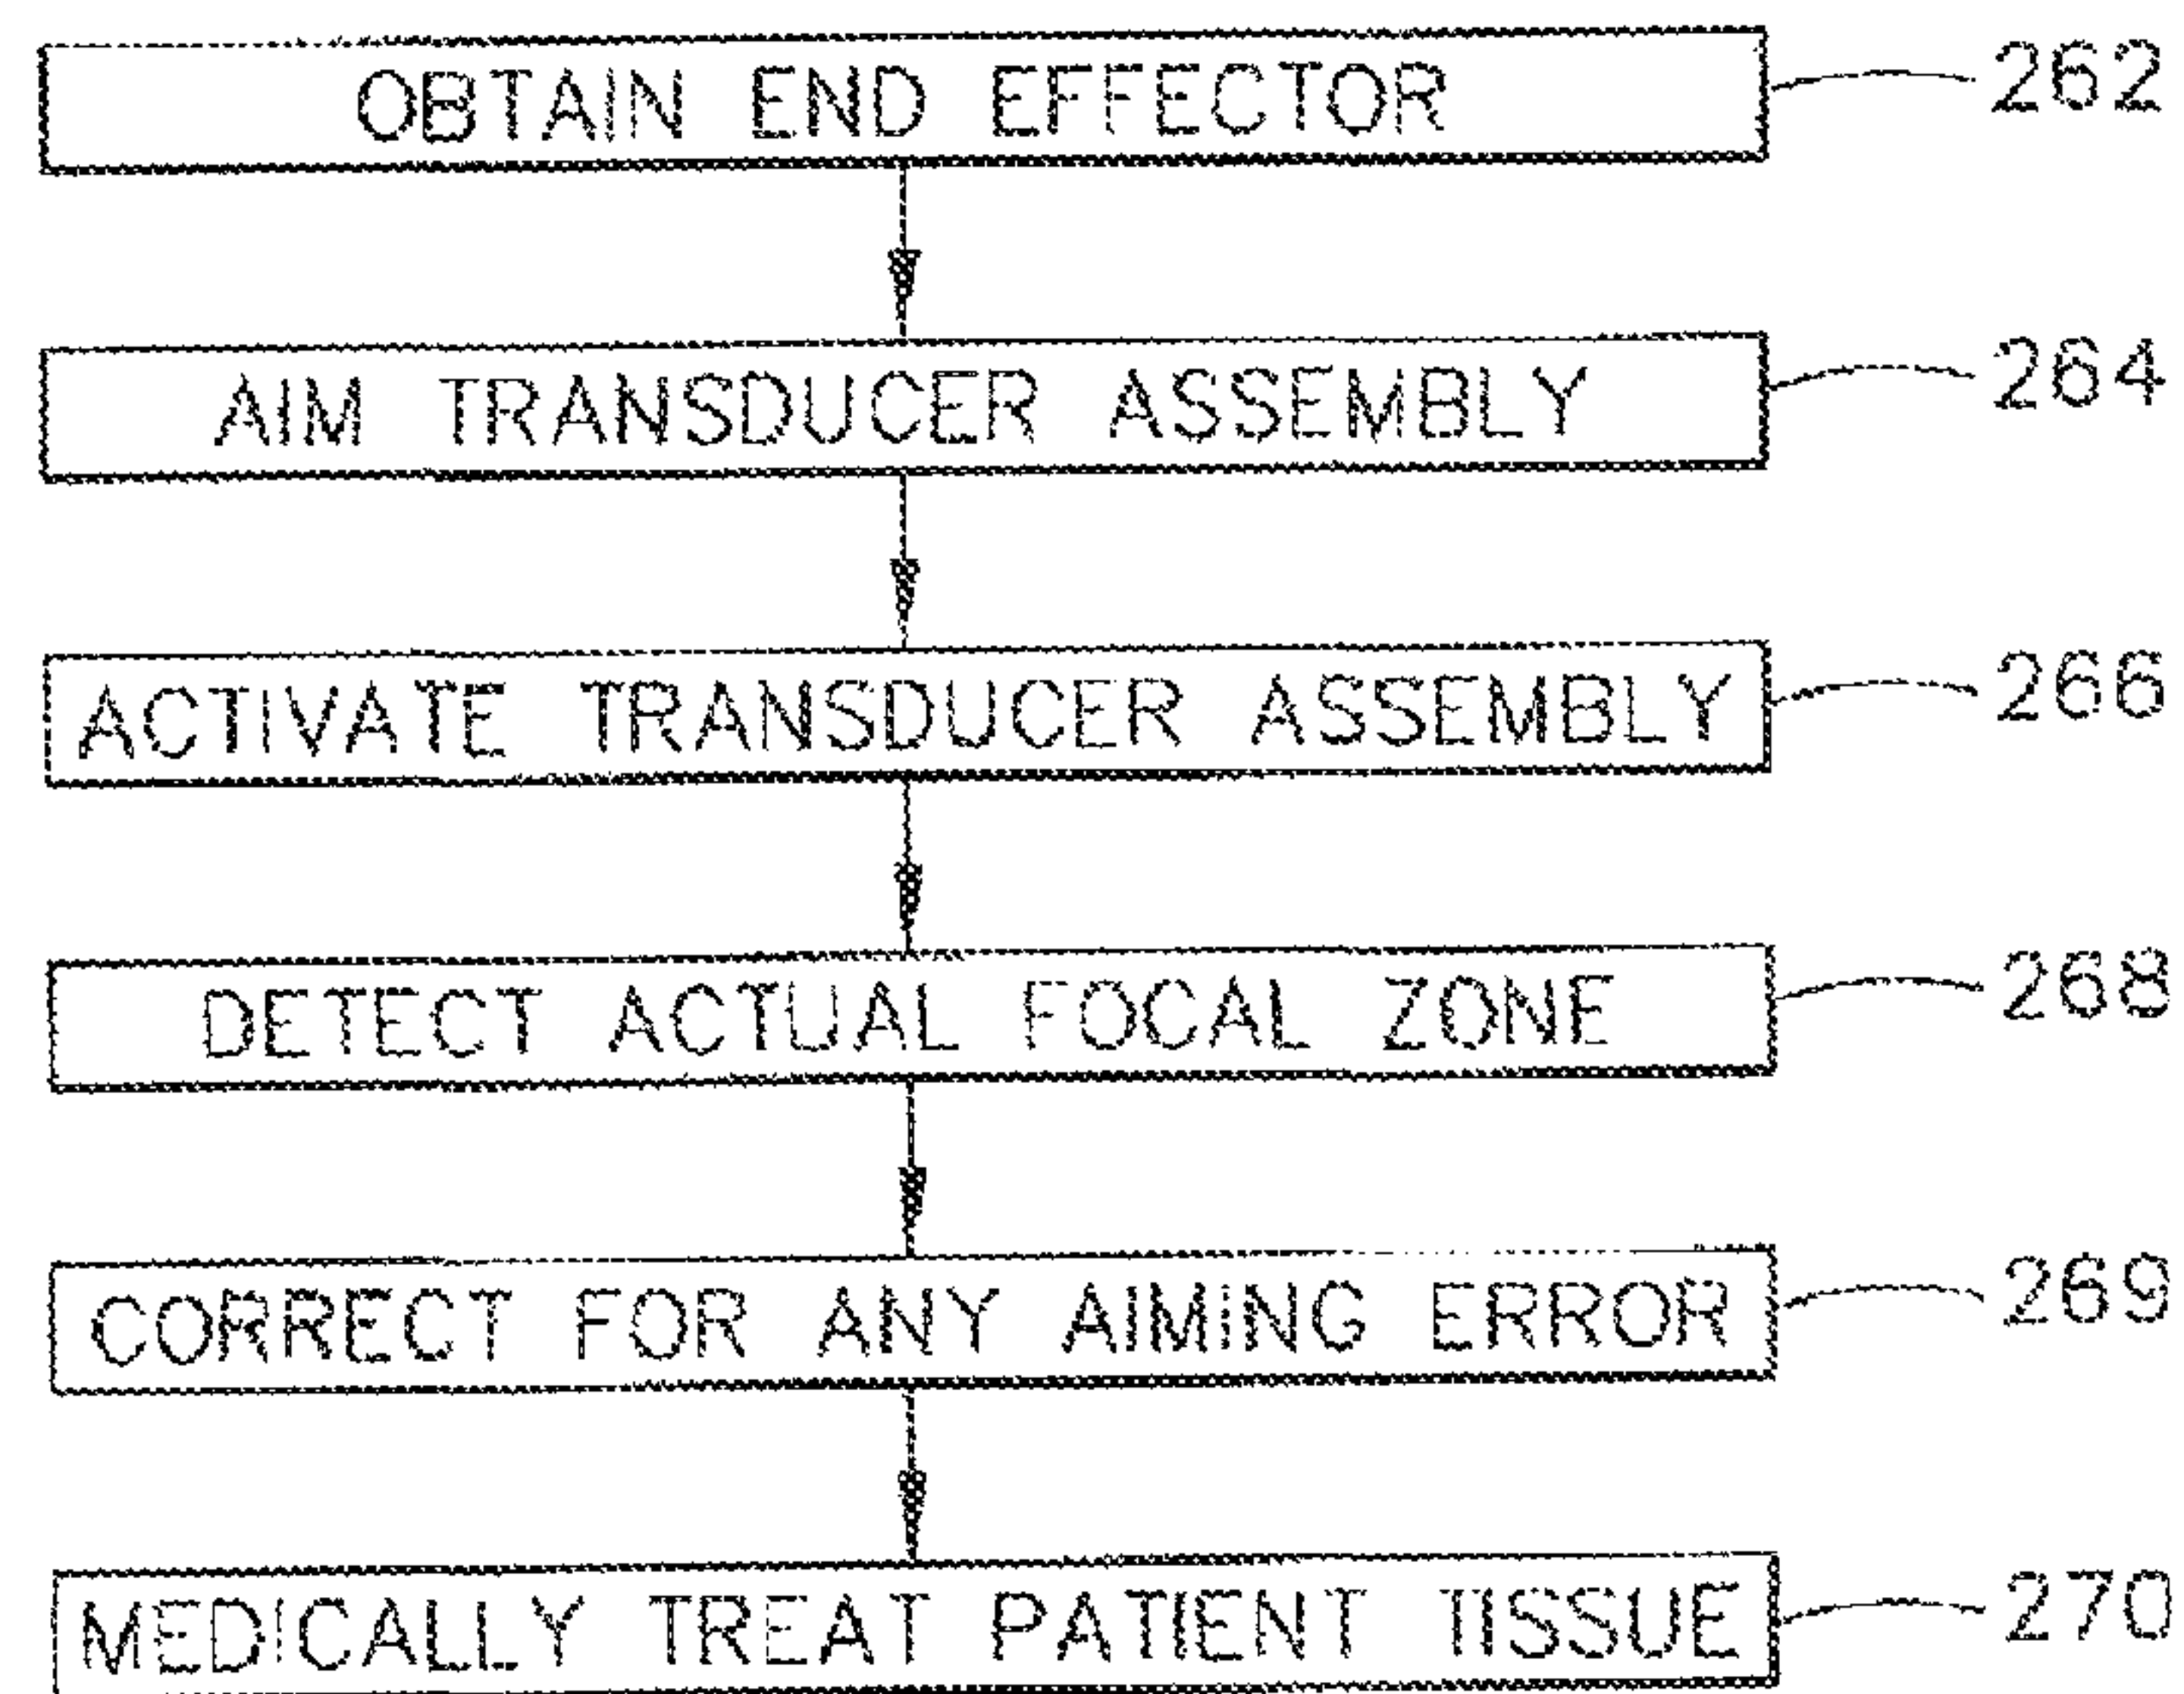 OBTAIN END EFFECTOR 262
AIM TRANSDUCER ASSEMBLY 264
ACTIVATE TRANSDUCER ASSEMBLY 266
DETECT ACTUAL FOCAL ZONE 268
CORRECT FOR ANY AIMING ERROR 269
MEDICALLY TREAT PATIENT TISSUE 270